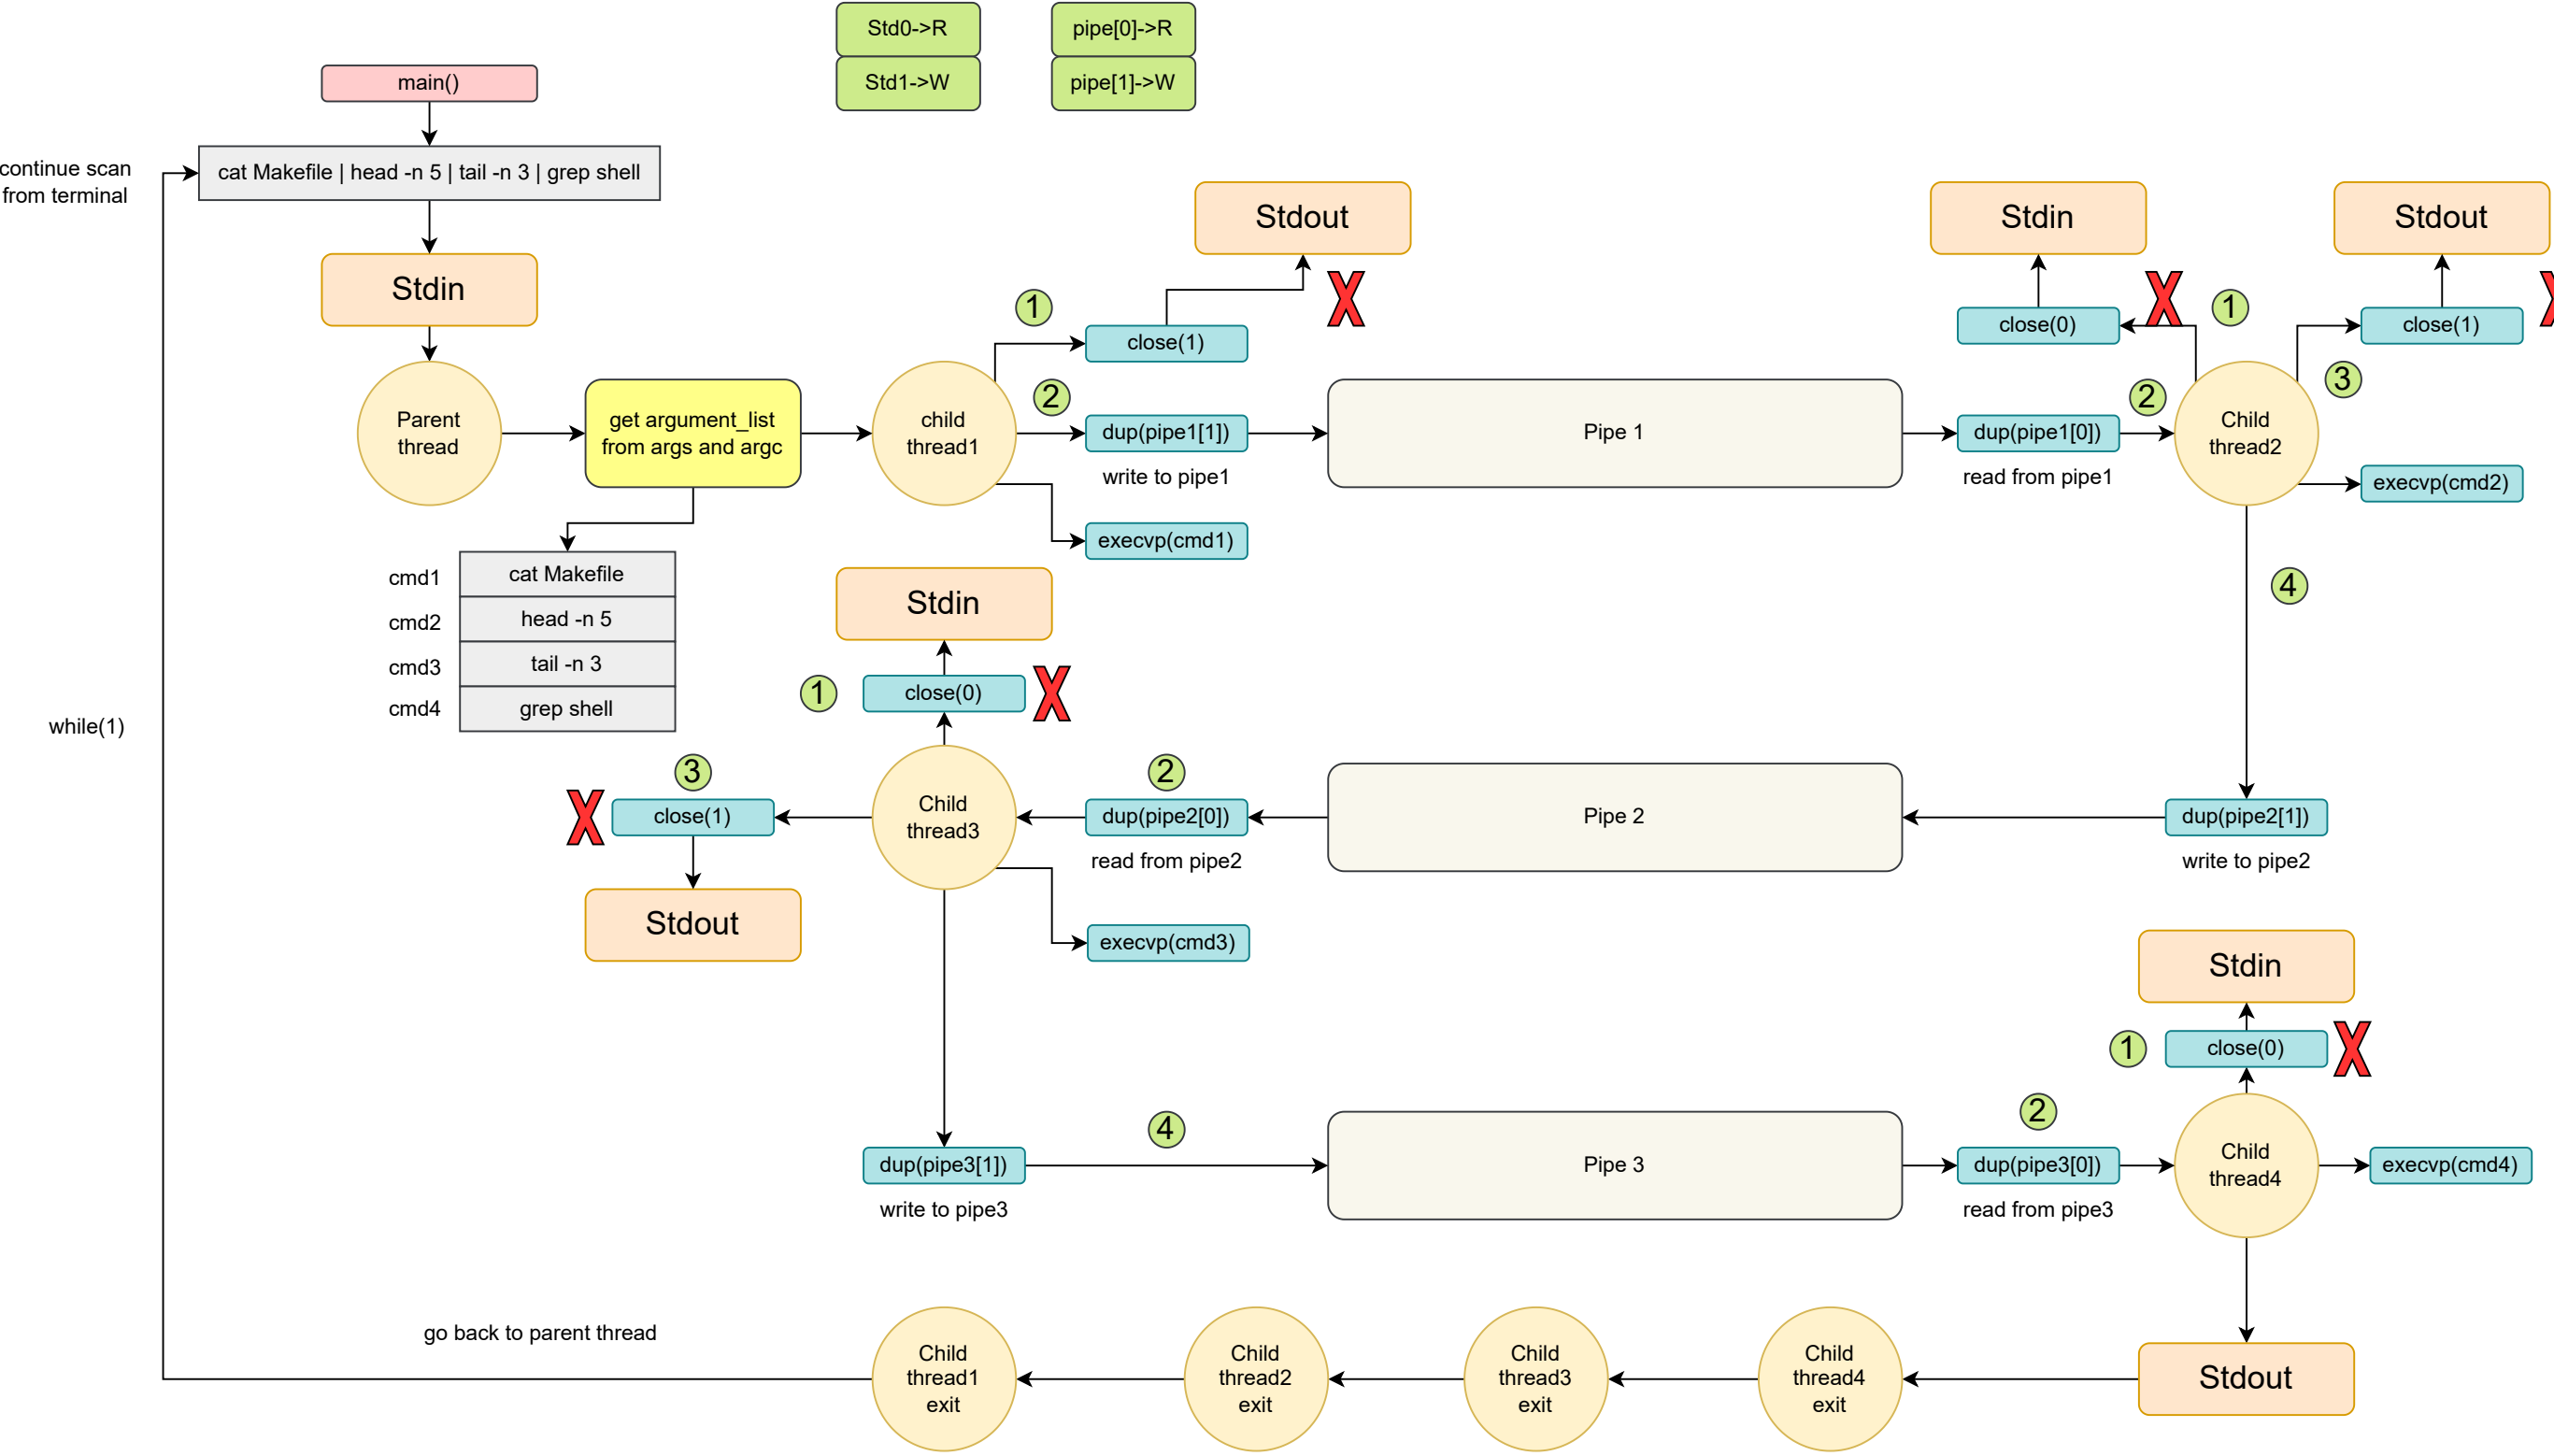 Std0->R
pipe[0]->R
Std1->W
pipe[1]->W
main()
continue scan
from terminal
cat Makefile | head -n 5 | tail -n 3 | grep shell
Stdin
Stdout
Stdin
Stdout
1
close(1)
X
close(0)
X
1
close(1)
Parent
thread
get argument_list
from args and argc
child
thread1
2
dup(pipe1[1])
write to pipe1
Pipe 1
dup(pipe1[0])
read from pipe1
2
Child
thread2
3
execvp(cmd1)
execvp(cmd2)
cmd1
cat Makefile
cmd2
head -n 5
cmd3
tail -n 3
cmd4
grep shell
Stdin
4
1
close(0)
X
while(1)
3
X
close(1)
Stdout
Child
thread3
2
dup(pipe2[0])
read from pipe2
Pipe 2
dup(pipe2[1])
write to pipe2
execvp(cmd3)
Stdin
1
close(0)
X
dup(pipe3[1])
write to pipe3
4
Pipe 3
2
dup(pipe3[0])
read from pipe3
Child
thread4
execvp(cmd4)
go back to parent thread
Child
thread1
exit
Child
thread2
exit
Child
thread3
exit
Child
thread4
exit
Stdout